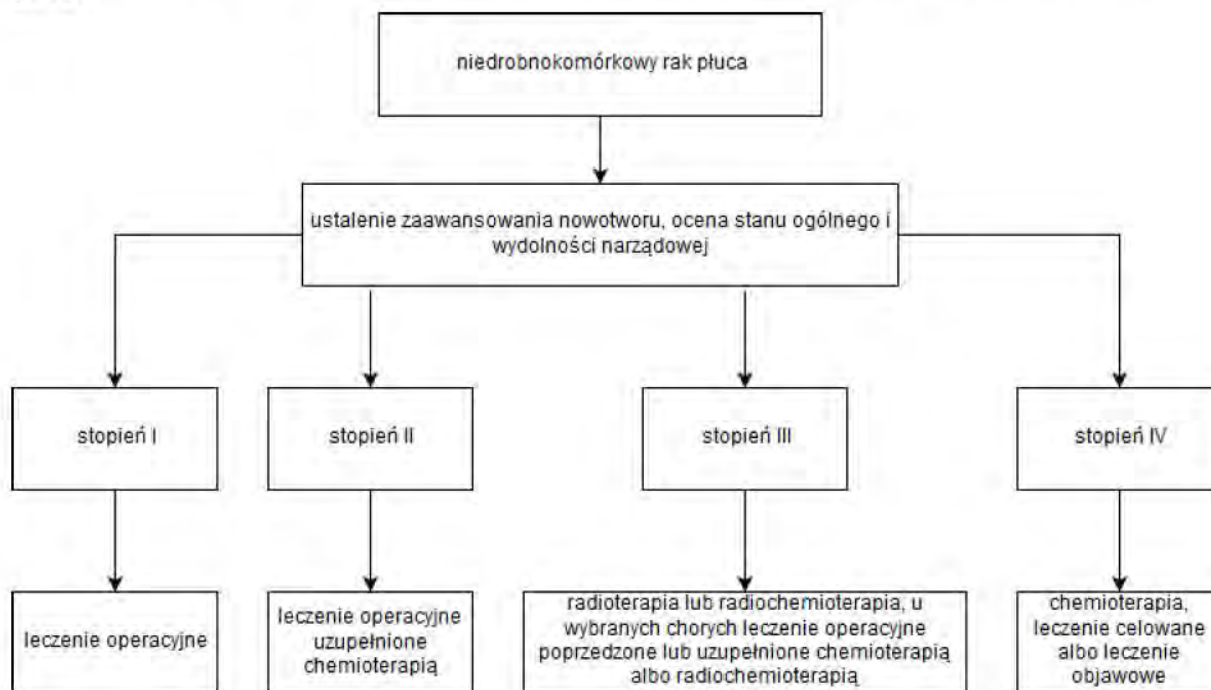 niedrobnokomórkowy rak płuca
ustalenie zaawansowania nowotworu, ocena stanu ogólnego i
wydolności narządowej
stopień I
stopień II
stopień III
stopień IV
leczenie operacyjne
leczenie operacyjne
uzupełnione
chemioterapią
radioterapia lub radiochemioterapia, u
wybranych chorych leczenie operacyjne
poprzedzone lub uzupełnione chemioterapią
albo radiochemioterapią
chemioterapia,
leczenie celowane
albo leczenie
objawowe